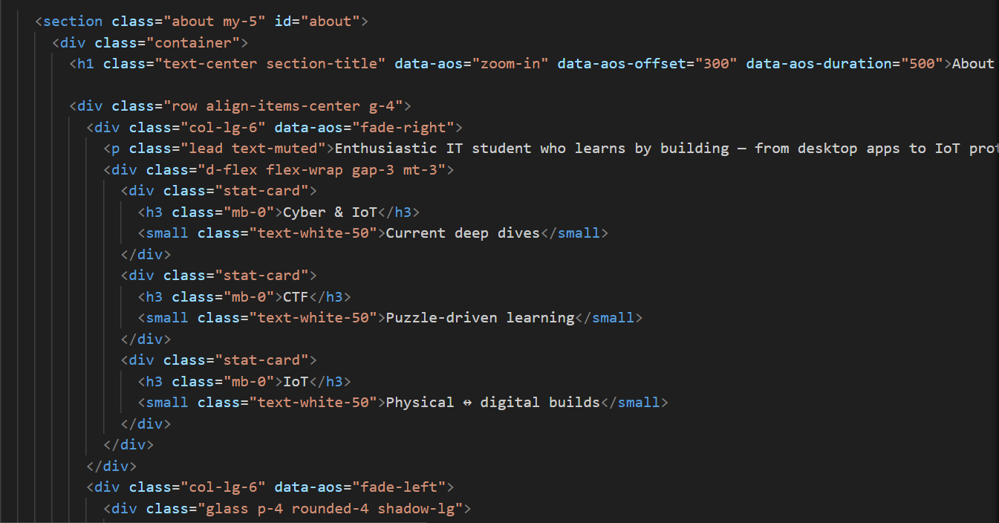 <section class="about my-5" id="about">
<div class="container">
<h1 class="text-center section-title" data-aos="zoom-in" data-aos-offset="300" data-aos-duration="500">About
<div class="row align-items-center g-4">
<div class="col-lg-6" data-aos="fade-right">
<p class="lead text-muted">Enthusiastic IT student who learns by building — from desktop apps to IoT
<div class="d-flex flex-wrap gap-3 mt-3">
<div class="stat-card">
<h3 class="mb-0">Cyber & IoT</h3>
<small class="text-white-50">Current deep dives</small>
</div>
<div class="stat-card">
<h3 class="mb-0">CTF</h3>
<small class="text-white-50">Puzzle-driven learning</small>
</div>
<div class="stat-card">
<h3 class="mb-0">IoT</h3>
<small class="text-white-50">Physical ↔ digital builds</small>
</div>
</div>
</div>
<div class="col-lg-6" data-aos="fade-left">
<div class="glass p-4 rounded-4 shadow-lg">